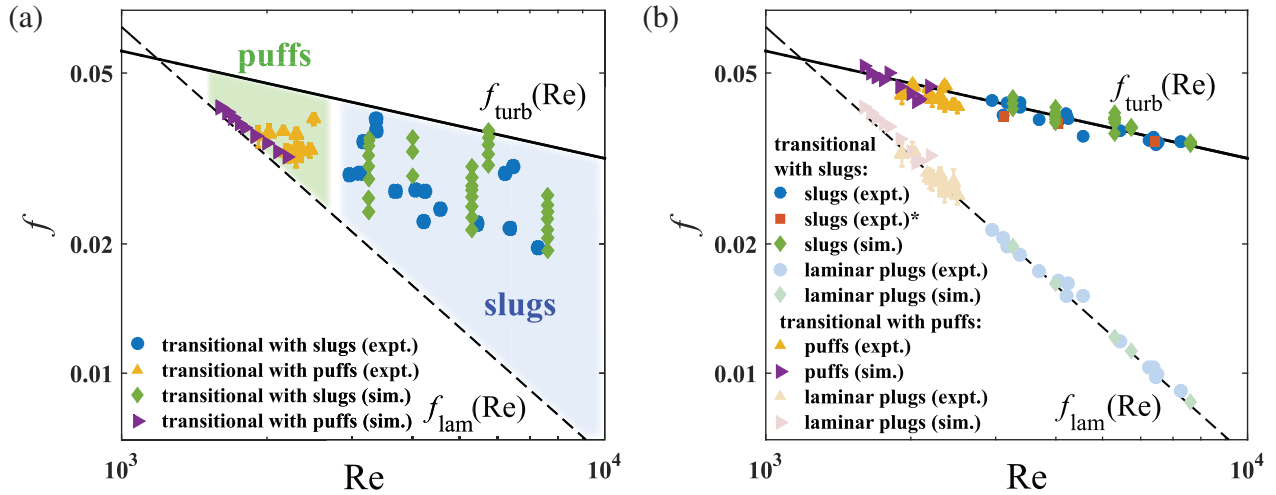 (a)
f
0.05
0.02
0.01
puffs
f_turb(Re)
slugs
f_lam(Re)
transitional with slugs (expt.)
transitional with puffs (expt.)
transitional with slugs (sim.)
transitional with puffs (sim.)
10^3
Re
10^4
(b)
f
0.05
0.02
0.01
f_turb(Re)
transitional
with slugs:
slugs (expt.)
slugs (expt.)*
slugs (sim.)
laminar plugs (expt.)
laminar plugs (sim.)
transitional with puffs:
puffs (expt.)
puffs (sim.)
laminar plugs (expt.)
laminar plugs (sim.)
f_lam(Re)
10^3
Re
10^4